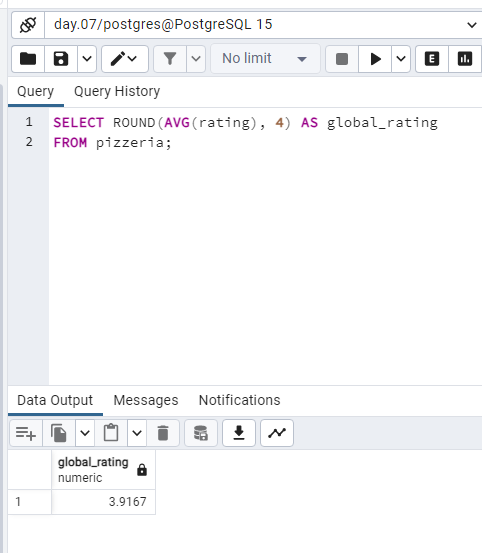 day.07/postgres@PostgreSQL 15
No limit
E
Query Query History
1 SELECT ROUND(AVG(rating), 4) AS global_rating
2 FROM pizzeria;
Data Output Messages Notifications
global_rating
numeric
1 3.9167